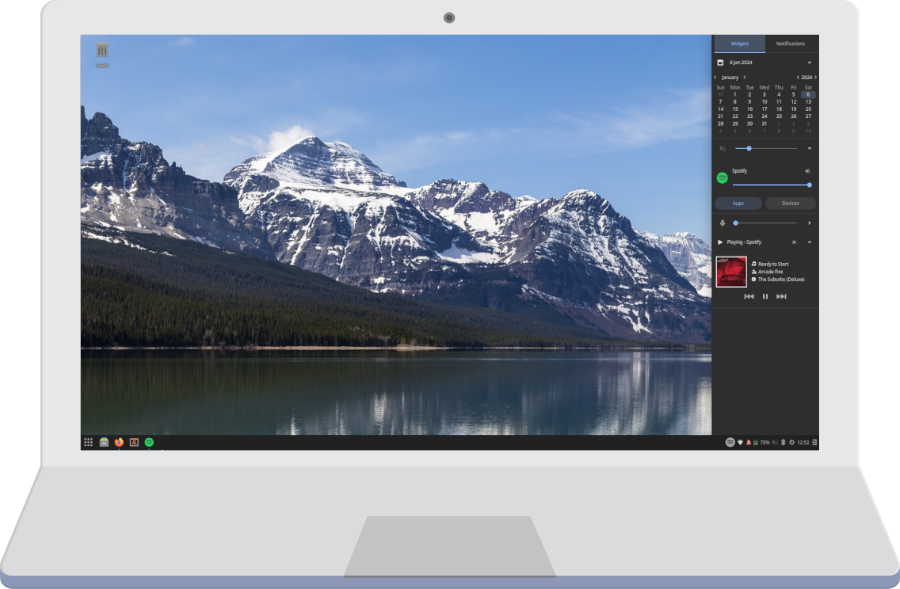 Widgets Notifications
6 Jan 2024
January 2024
Sun Mon Tue Wed Thu Fri Sat
31 1 2 3 4 5 6
7 8 9 10 11 12 13
14 15 16 17 18 19 20
21 22 23 24 25 26 27
28 29 30 31 1 2 3
4 5 6 7 8 9 10
Spotify
Apps Devices
Playing - Spotify
Ready to Start
Arcade Fire
The Suburbs (Deluxe)
12:52